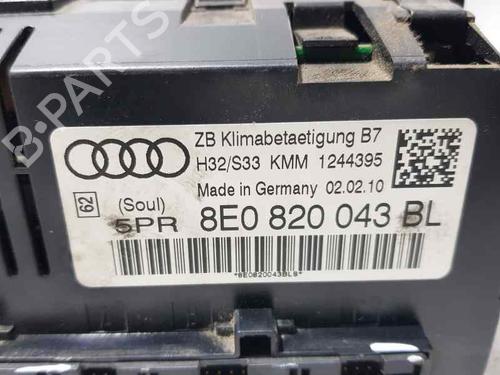 B-PARTS
ZB Klimabetaetigung B7
H32/S33 KMM 1244395
Made in Germany 02.02.10
62
(Soul)
5PR 8E0 820 043 BL
*8E0820043BLS*